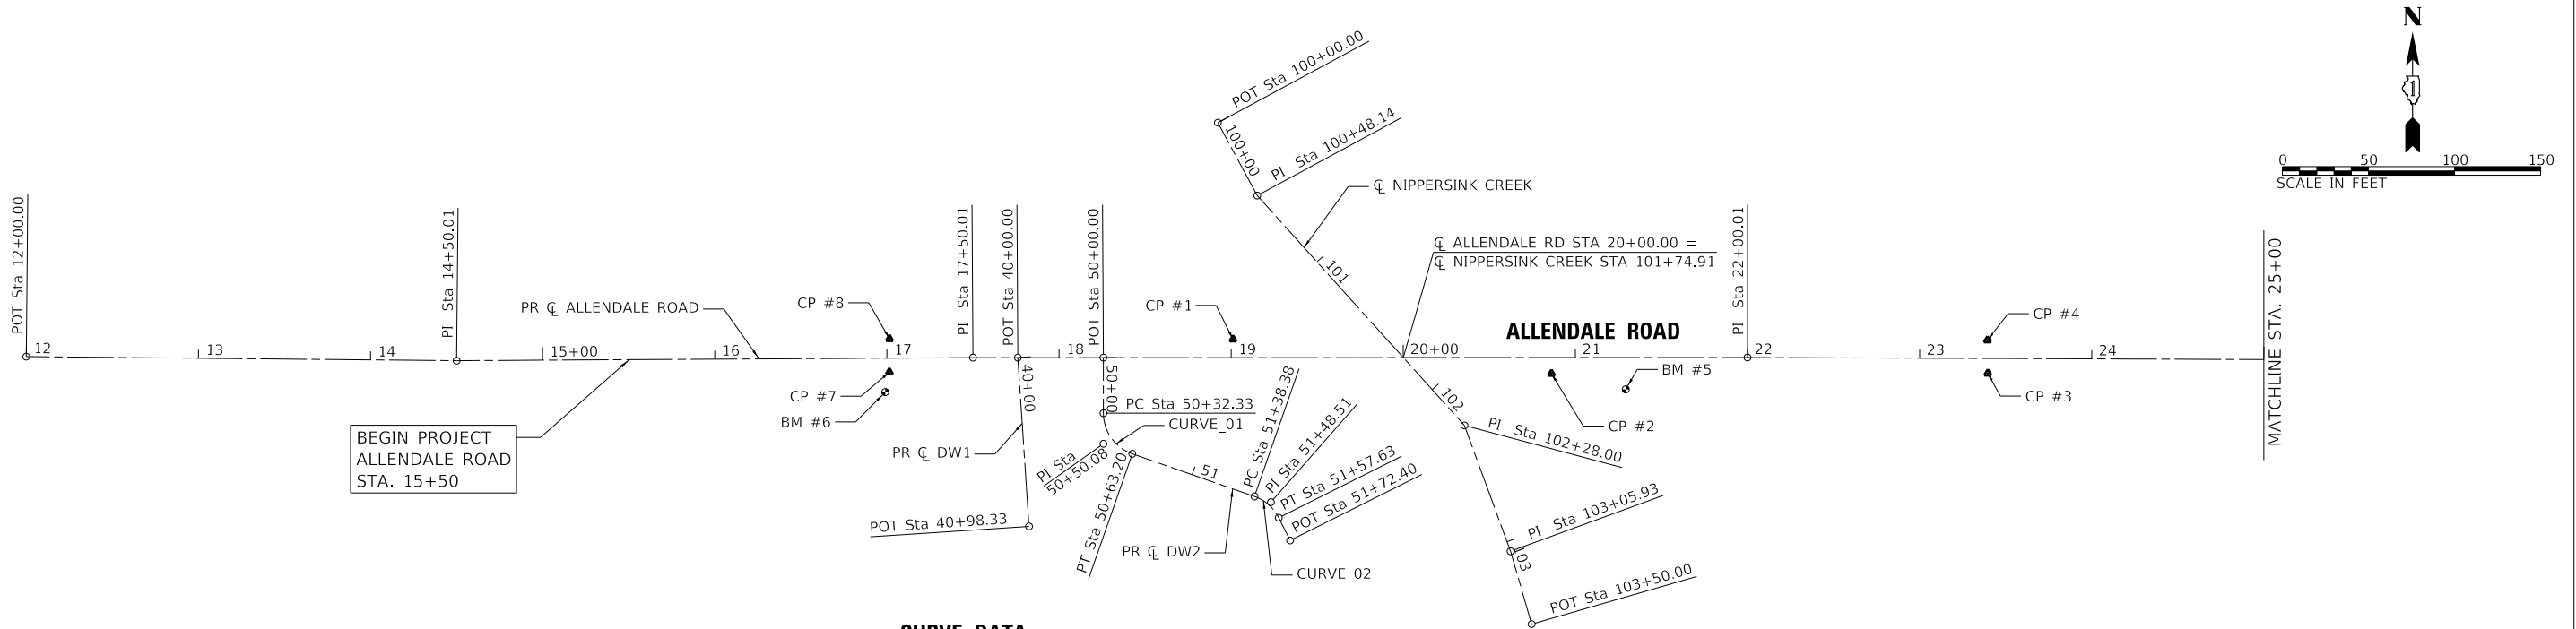 N
0 50 100 150
SCALE IN FEET
POT Sta 100+00.00
100+00
PI Sta 100+48.14
℄ NIPPERSINK CREEK
POT Sta 12+00.00
PI Sta 14+50.01
PI Sta 17+50.01
POT Sta 40+00.00
POT Sta 50+00.00
℄ ALLENDALE RD STA 20+00.00 =
℄ NIPPERSINK CREEK STA 101+74.91
PI Sta 22+00.01
MATCHLINE STA. 25+00
101
PR ℄ ALLENDALE ROAD
CP #8
CP #1
ALLENDALE ROAD
CP #4
12 13 14 15+00 16 17 18 19 20+00 21 22 23 24
CP #7
BM #6
40+00
50+00
102
BM #5
CP #3
CP #2
BEGIN PROJECT
ALLENDALE ROAD
STA. 15+50
PR ℄ DW1
PC Sta 50+32.33
CURVE_01
PI Sta
50+50.08
PT Sta 50+63.20
51
PC Sta 51+38.38
PI Sta 51+48.51
PT Sta 51+57.63
POT Sta 51+72.40
PI Sta 102+28.00
POT Sta 40+98.33
PR ℄ DW2
CURVE_02
PI Sta 103+05.93
103
POT Sta 103+50.00
CURVE DATA